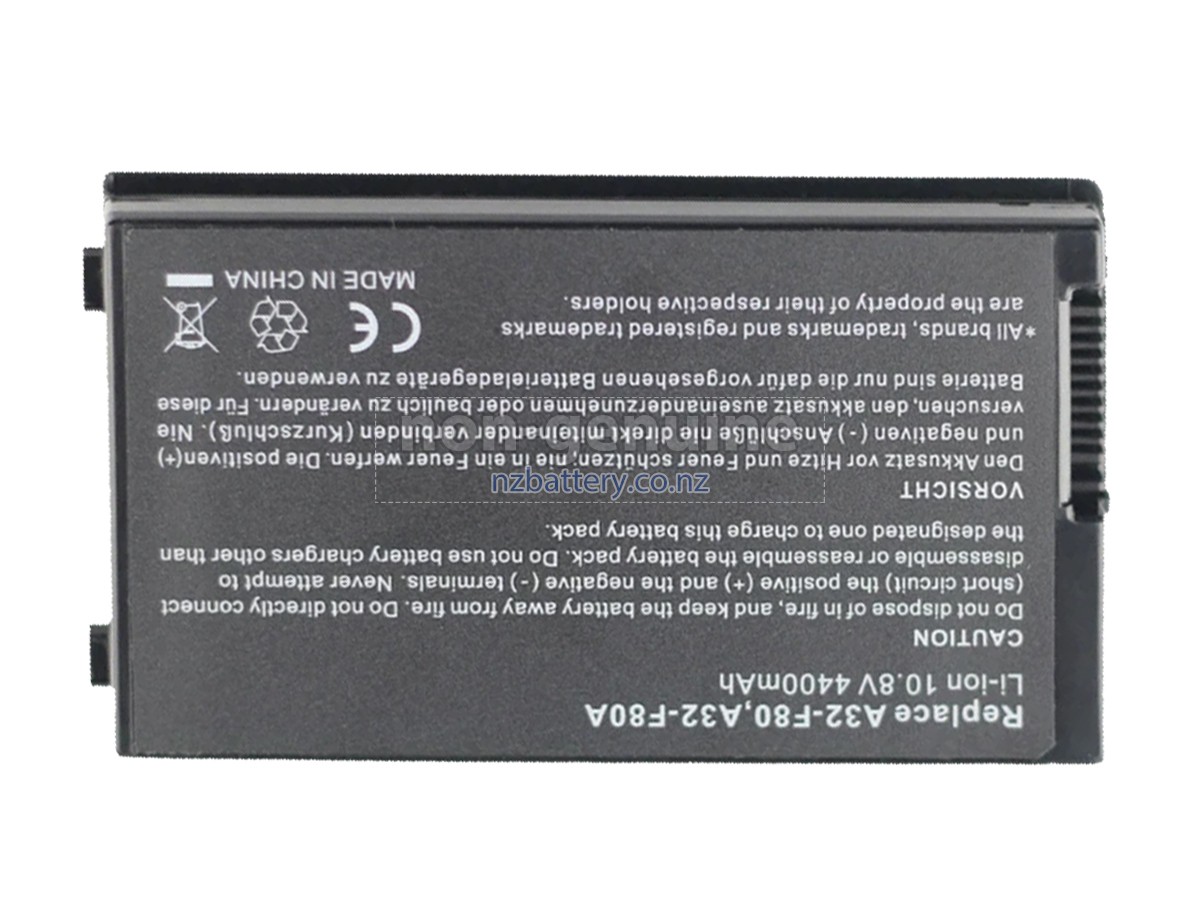 Replace A32-F80,A32-F80A
Li-ion 10.8V 4400mAh
CAUTION
Do not dispose of in fire, and keep the battery away from fire. Do not directly connect
(short circuit) the positive (+) and the negative (-) terminals. Never attempt to
disassemble or reassemble the battery pack. Do not use battery chargers other than
the designated one to charge this battery pack.
VORSICHT
Den Akkusatz vor Hitze und Feuer schützen, nie in ein Feuer werfen. Die positiven(+)
und negativen (-) Anschlüße nie direkt miteinander verbinden (Kurzschluß). Nie
versuchen, den akkusatz auseinanderzunehmen oder baulich zu verändern. Für diese
Batterie sind nur die dafür vorgesehenen Batterieladegeräte zu verwenden.
*All brands, trademarks and registered trademarks
are the property of their respective holders.
CE
MADE IN CHINA
non-genuine
nzbattery.co.nz